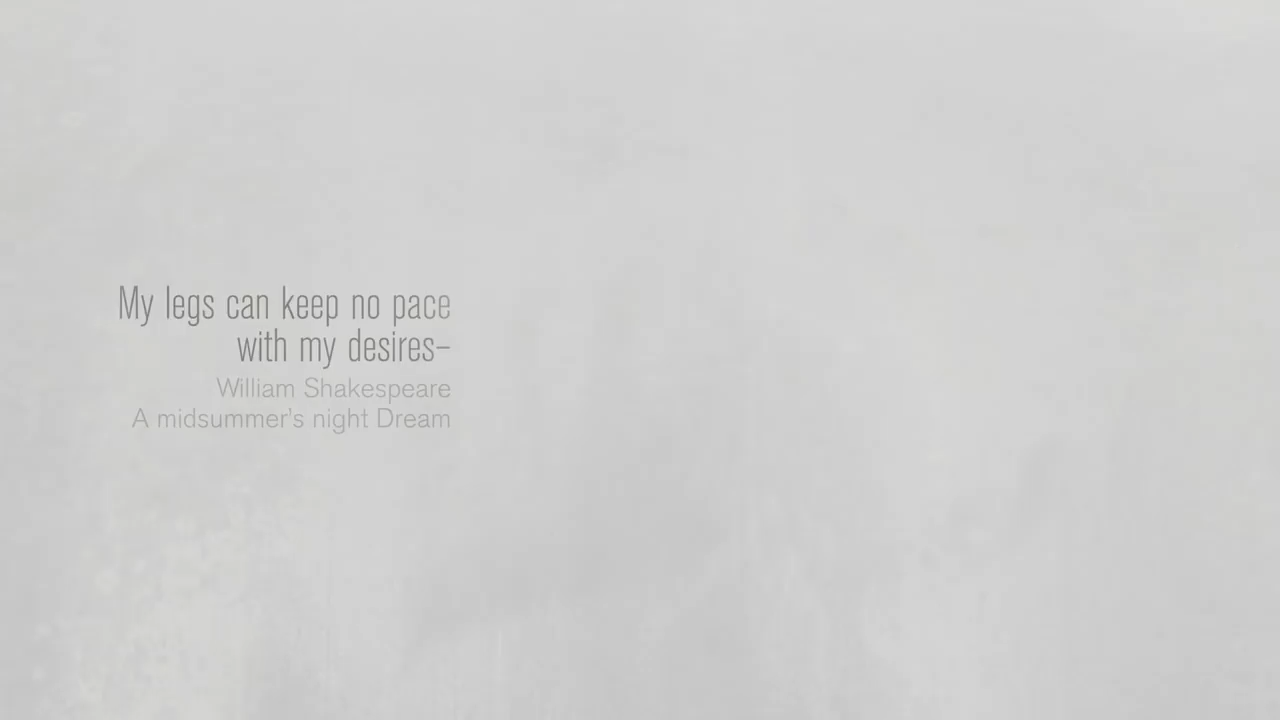 My legs can keep no pace
with my desires–
William Shakespeare
A midsummer's night Dream